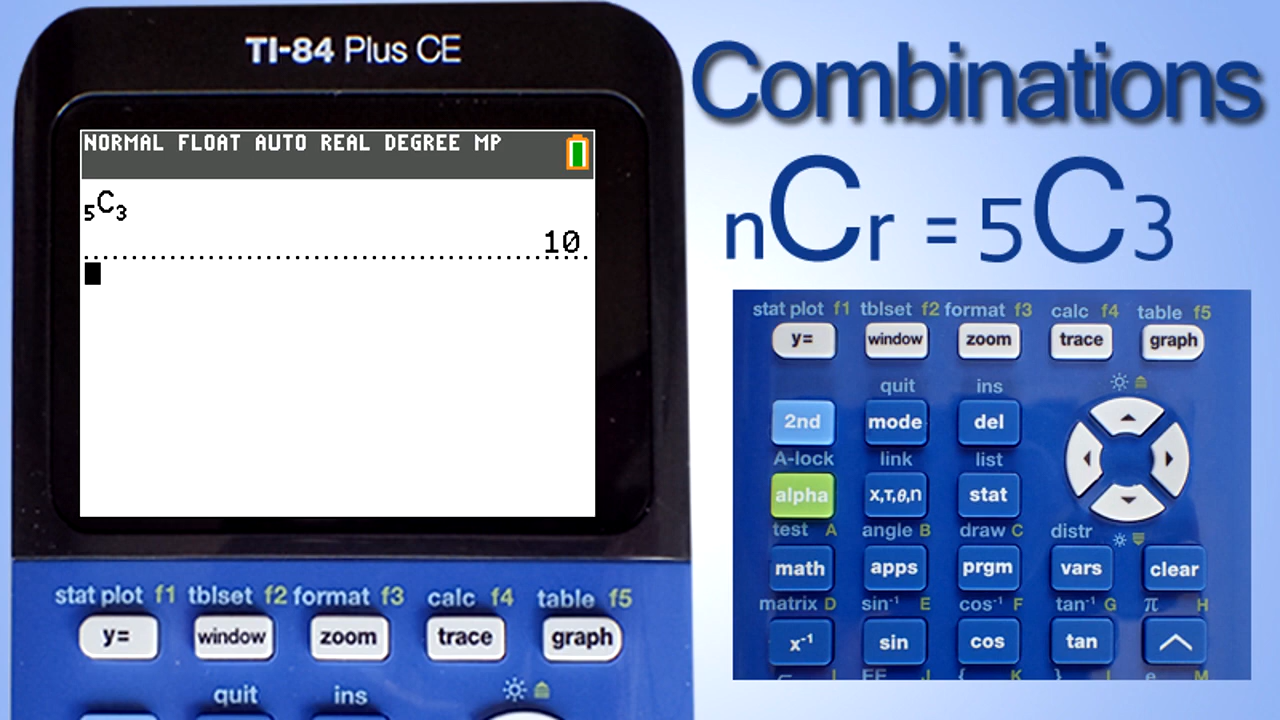 TI-84 Plus CE
NORMAL FLOAT AUTO REAL DEGREE MP
₅C₃
10
stat plot f1 tblset f2 format f3 calc f4 table f5
y= window zoom trace graph
quit ins
Combinations
nCr = 5C3
stat plot f1 tblset f2 format f3 calc f4 table f5
y= window zoom trace graph
quit ins
2nd mode del
A-lock link list
alpha x,T,θ,n stat
test A angle B draw C distr
math apps prgm vars clear
matrix D sin⁻¹ E cos⁻¹ F tan⁻¹ G π H
x⁻¹ sin cos tan ^